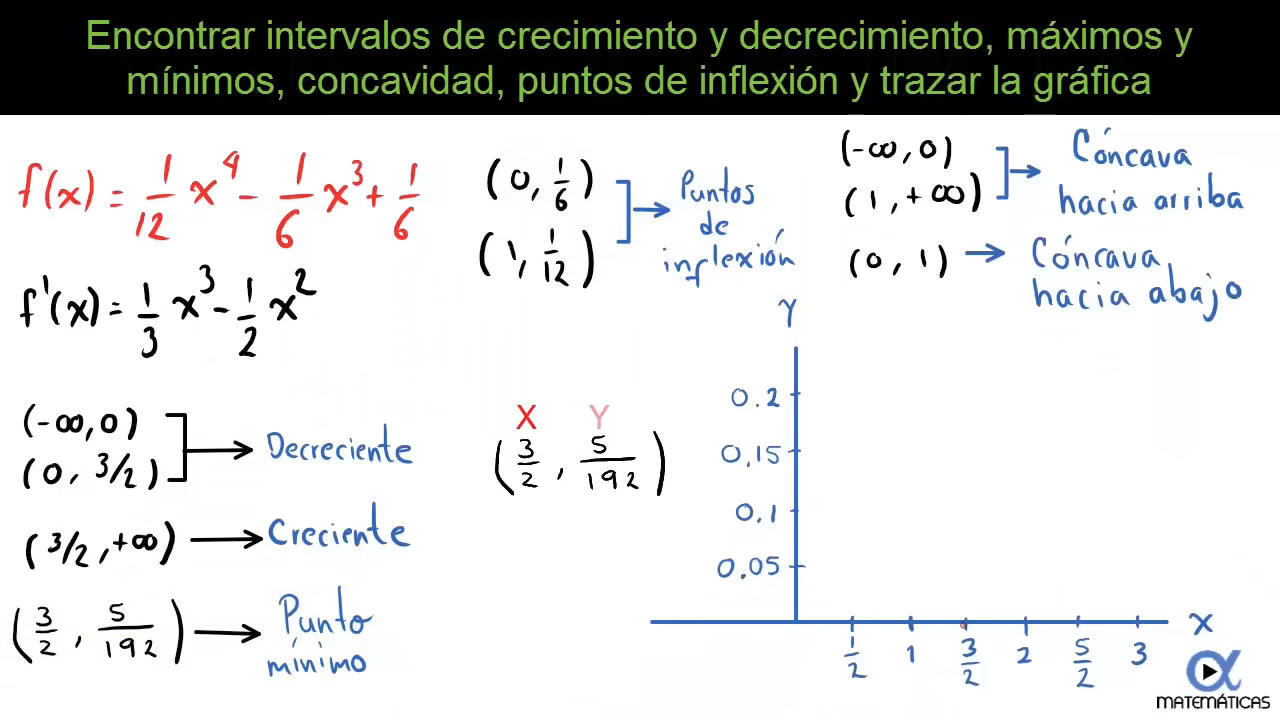 Encontrar intervalos de crecimiento y decrecimiento, máximos y
mínimos, concavidad, puntos de inflexión y trazar la gráfica
f(x) = 1/12 x⁴ - 1/6 x³ + 1/6
f'(x) = 1/3 x³ - 1/2 x²
(-∞, 0)
(0, 3/2)
Decreciente
(3/2, +∞)
Creciente
(3/2, 5/192)
Punto
mínimo
(0, 1/6)
(1, 1/12)
Puntos
de
inflexión
X Y
(3/2, 5/192)
(-∞, 0)
(1, +∞)
Cóncava
hacia arriba
(0, 1)
Cóncava
hacia abajo
Y
0.2
0.15
0.1
0.05
1/2 1 3/2 2 5/2 3
X
MATEMÁTICAS